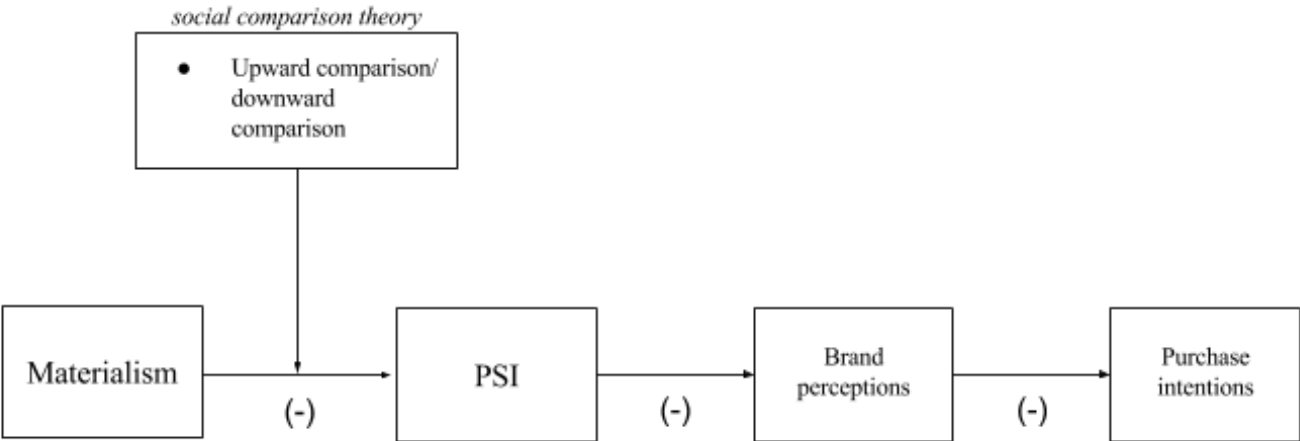 social comparison theory
● Upward comparison/
downward
comparison
Materialism
(-)
PSI
(-)
Brand
perceptions
(-)
Purchase
intentions